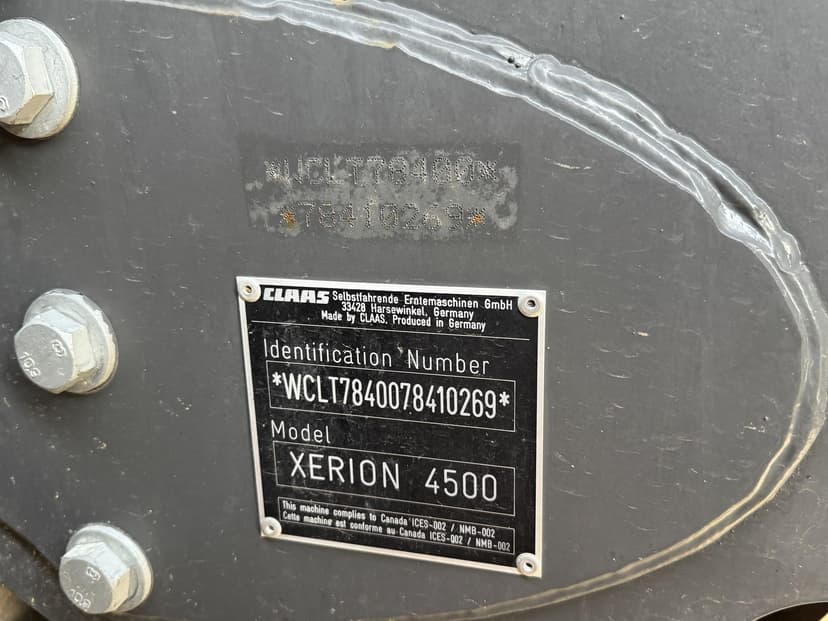 *WCLT78400*
*78410269*
CLAAS Selbstfahrende Erntemaschinen GmbH
33428 Harsewinkel, Germany
Made by CLAAS, Produced in Germany
Identification Number
*WCLT7840078410269*
Model
XERION 4500
This machine complies to Canada ICES-002 / NMB-002
Cette machine est conforme au Canada ICES-002 / NMB-002
10.9